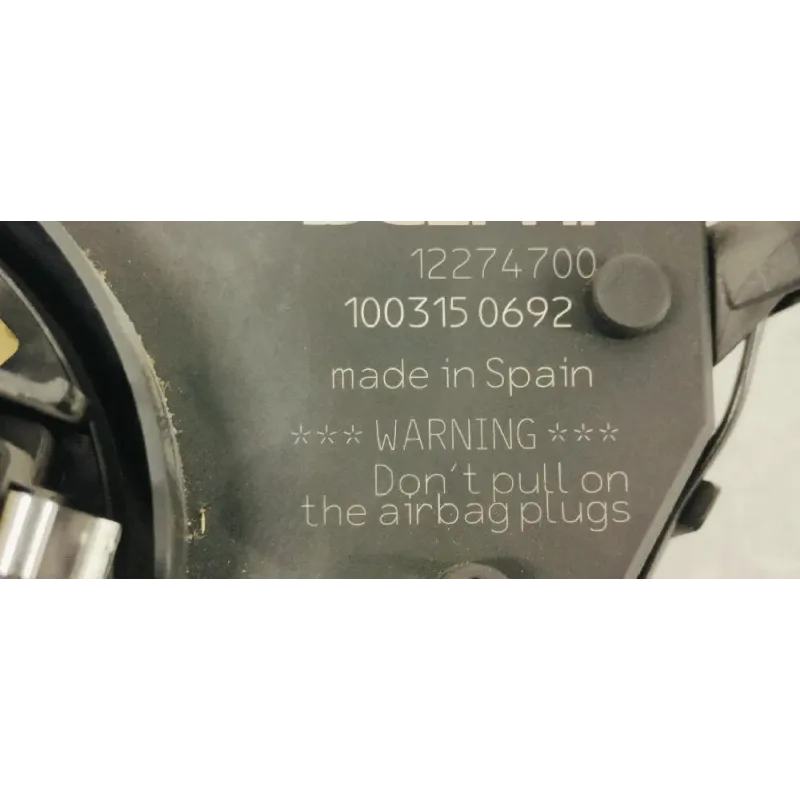 12274700
100315 0692
made in Spain
*** WARNING ***
Don't pull on
the airbag plugs